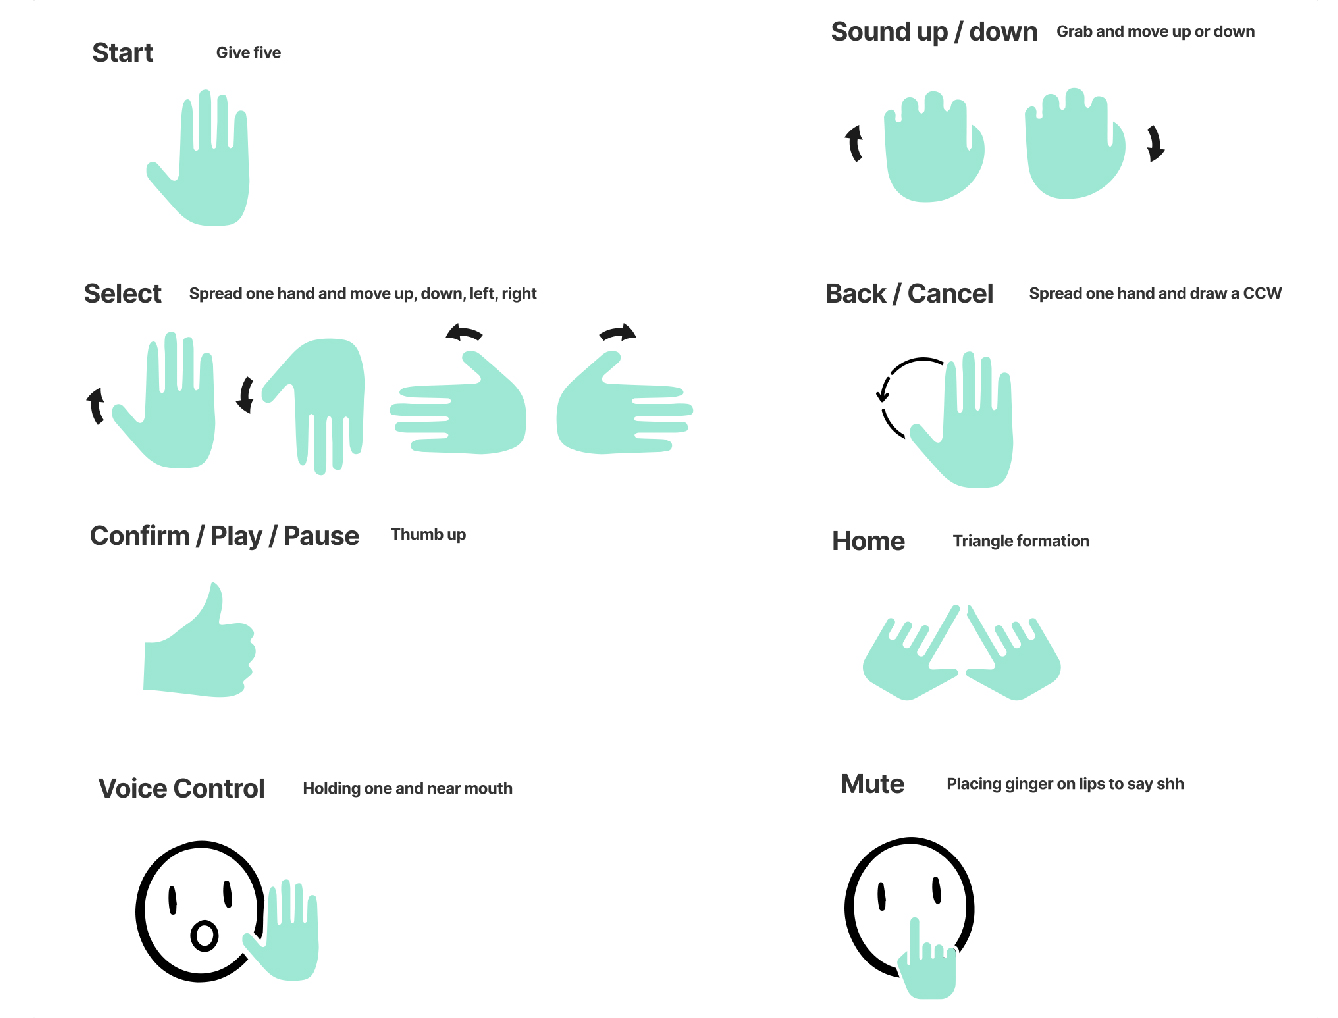 Start Give five
Sound up / down Grab and move up or down
Select Spread one hand and move up, down, left, right
Back / Cancel Spread one hand and draw a CCW
Confirm / Play / Pause Thumb up
Home Triangle formation
Voice Control Holding one and near mouth
Mute Placing ginger on lips to say shh